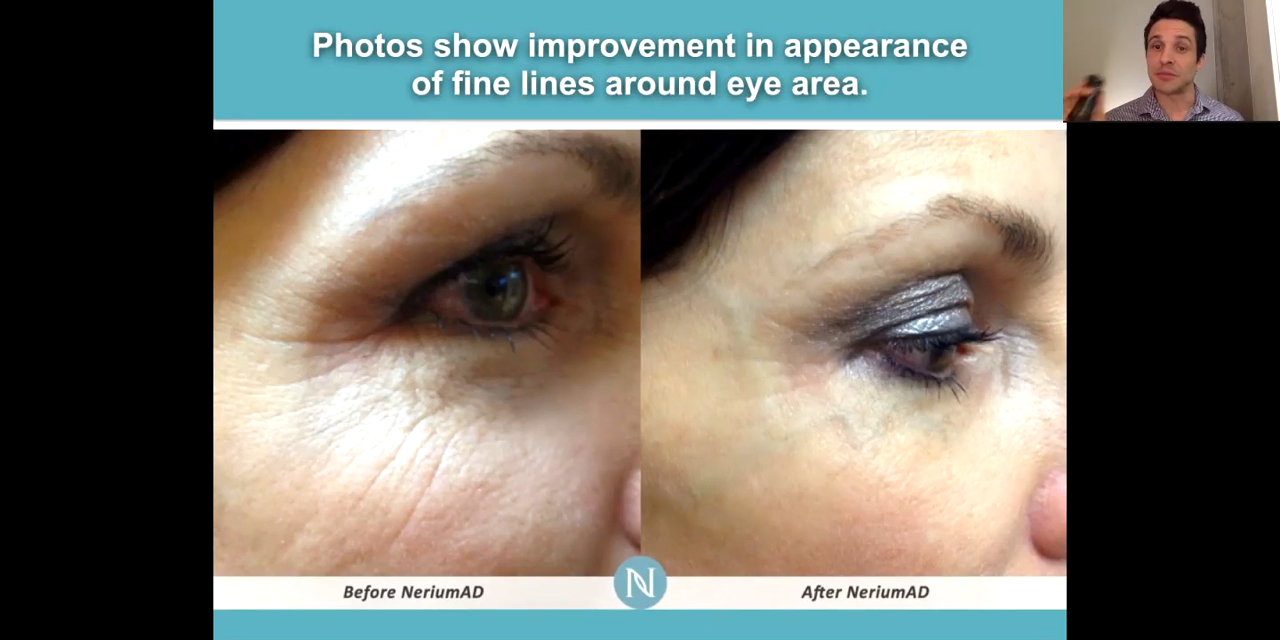 Photos show improvement in appearance
of fine lines around eye area.
Before NeriumAD
N
After NeriumAD